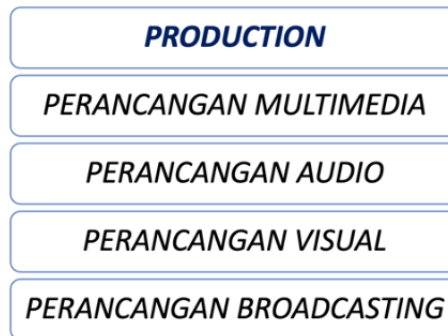 PRODUCTION
PERANCANGAN MULTIMEDIA
PERANCANGAN AUDIO
PERANCANGAN VISUAL
PERANCANGAN BROADCASTING